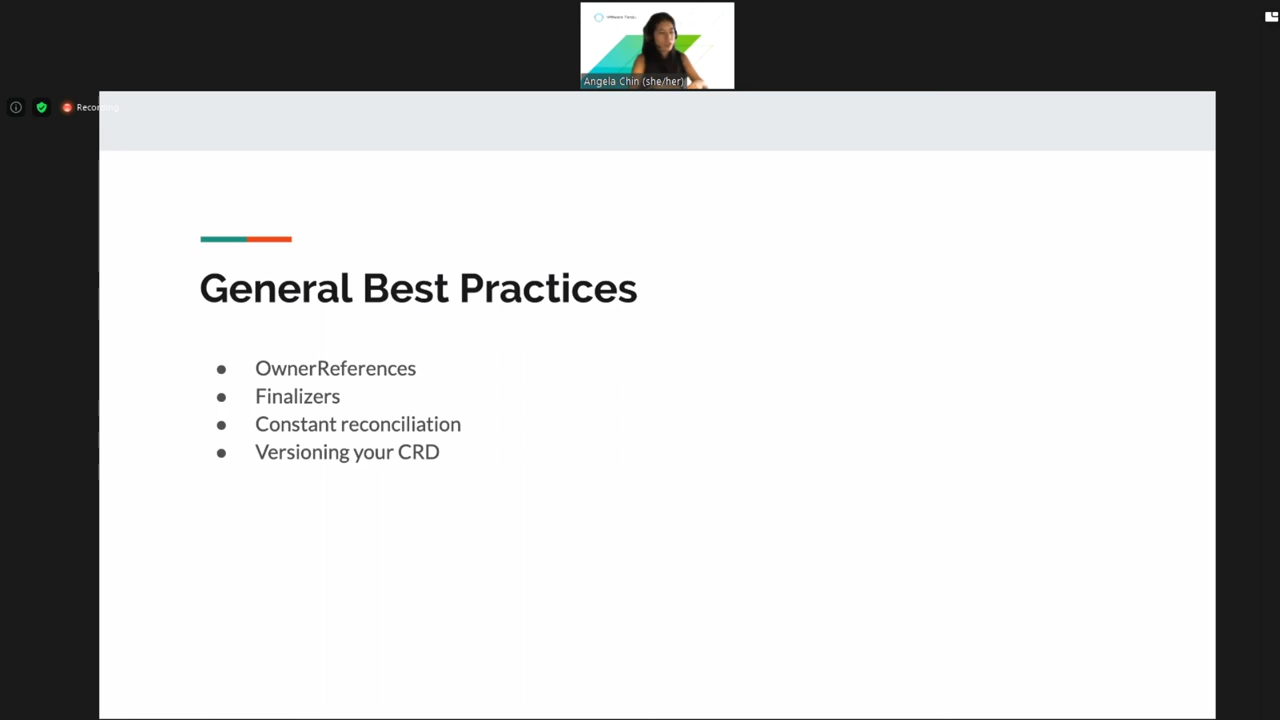 Angela Chin (she/her)
Recording
General Best Practices
● OwnerReferences
● Finalizers
● Constant reconciliation
● Versioning your CRD